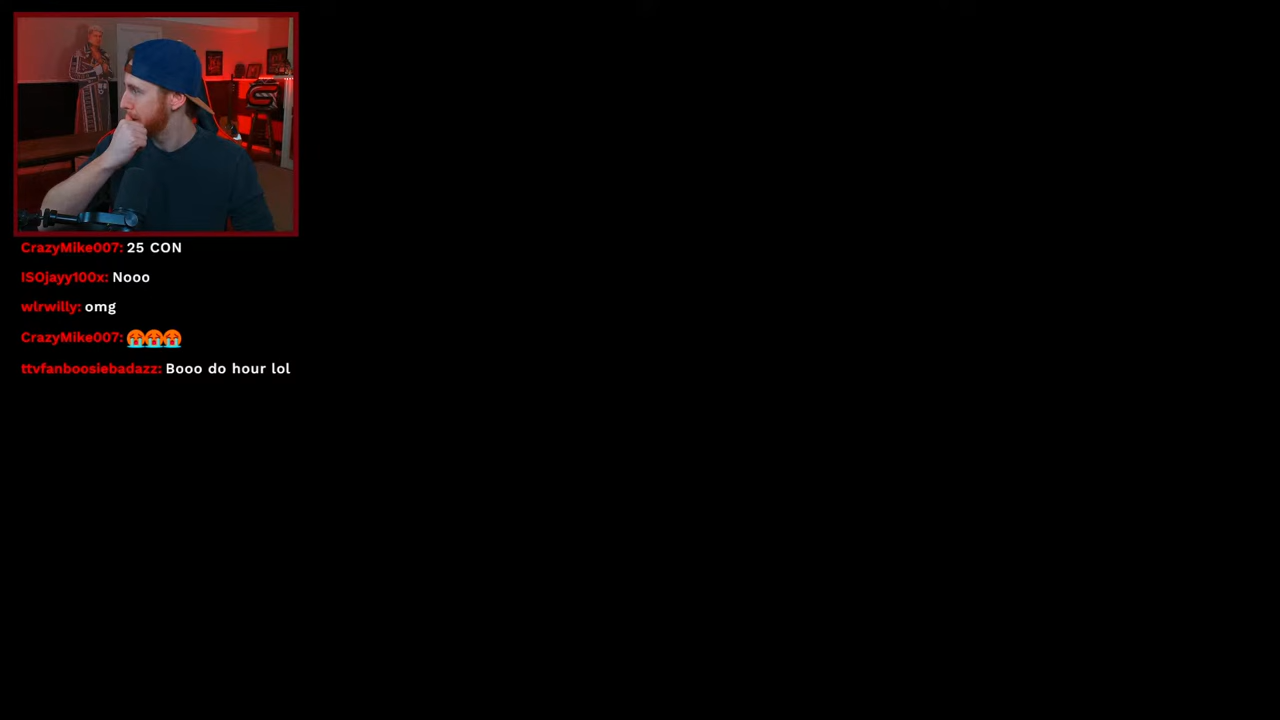 CrazyMike007: 25 CON
ISOjayy100x: Nooo
wlrwilly: omg
CrazyMike007: 😭😭😭
ttvfanboosiebadazz: Booo do hour lol